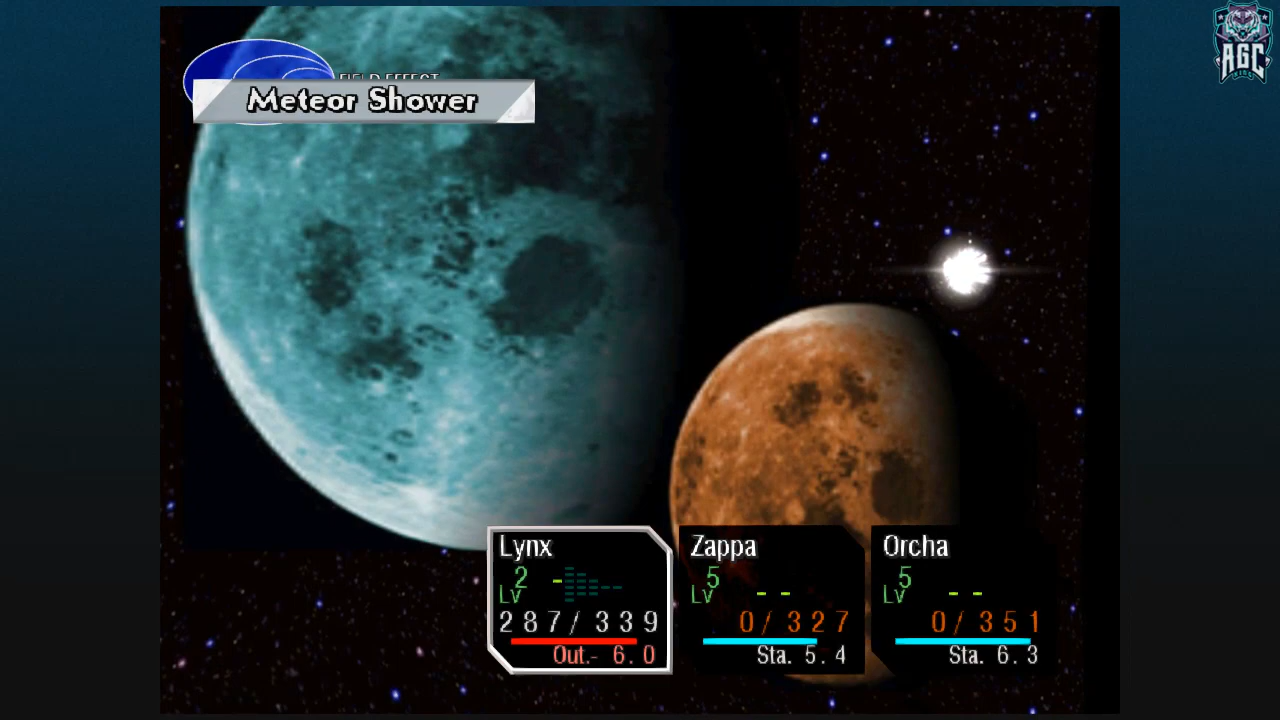 AGC
KIDS
FIELD EFFECT
Meteor Shower
Lynx
Zappa
Orcha
Lv 2
Lv 5 --
Lv 5 --
287/339
0/327
0/351
Out.- 6.0
Sta. 5.4
Sta. 6.3